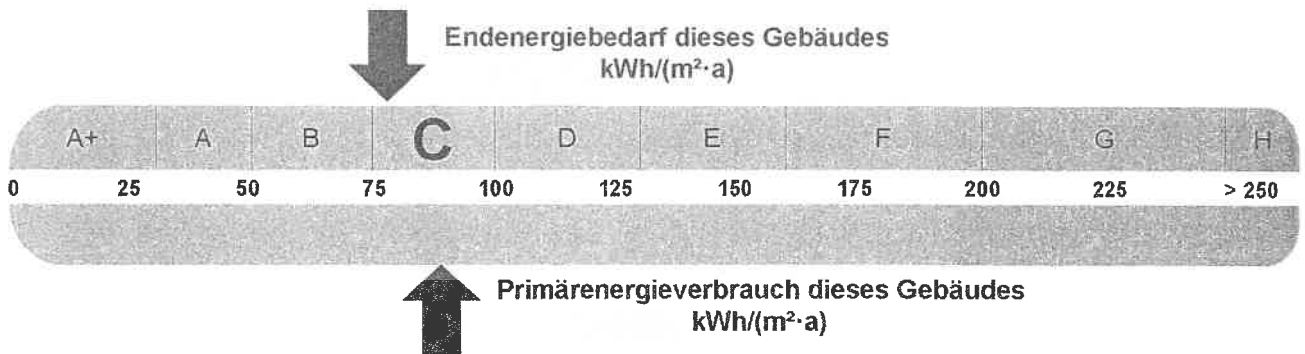 Endenergiebedarf dieses Gebäudes
kWh/(m²·a)
A+ A B C D E F G H
0 25 50 75 100 125 150 175 200 225 > 250
Primärenergieverbrauch dieses Gebäudes
kWh/(m²·a)